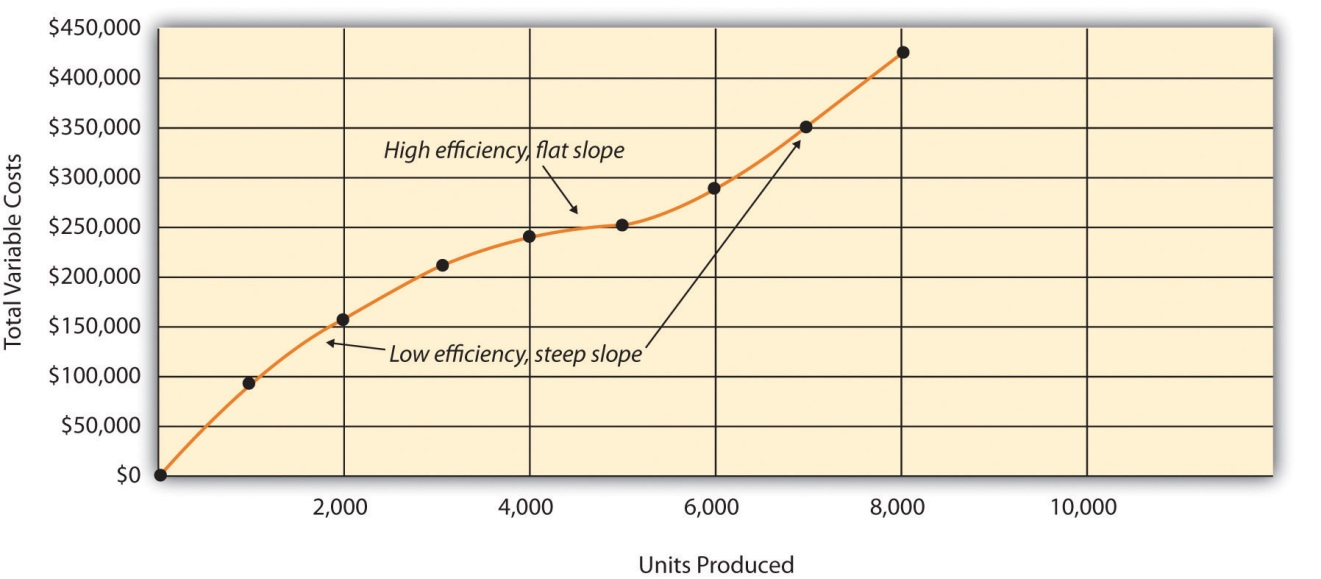 $450,000
$400,000
$350,000
$300,000
$250,000
$200,000
$150,000
$100,000
$50,000
$0
Total Variable Costs
High efficiency, flat slope
Low efficiency, steep slope
2,000 4,000 6,000 8,000 10,000
Units Produced